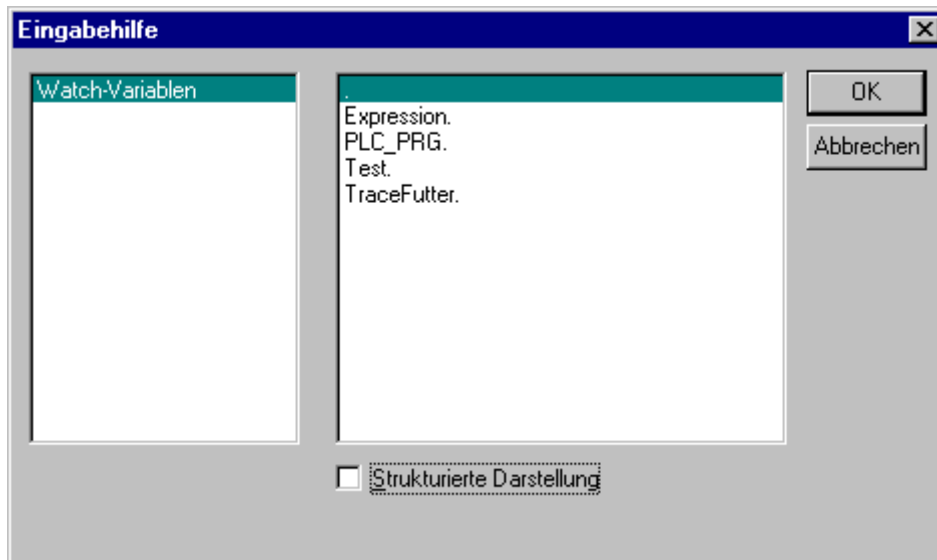 Eingabehilfe
Watch-Variablen
.
Expression.
PLC_PRG.
Test.
TraceFutter.
OK
Abbrechen
Strukturierte Darstellung